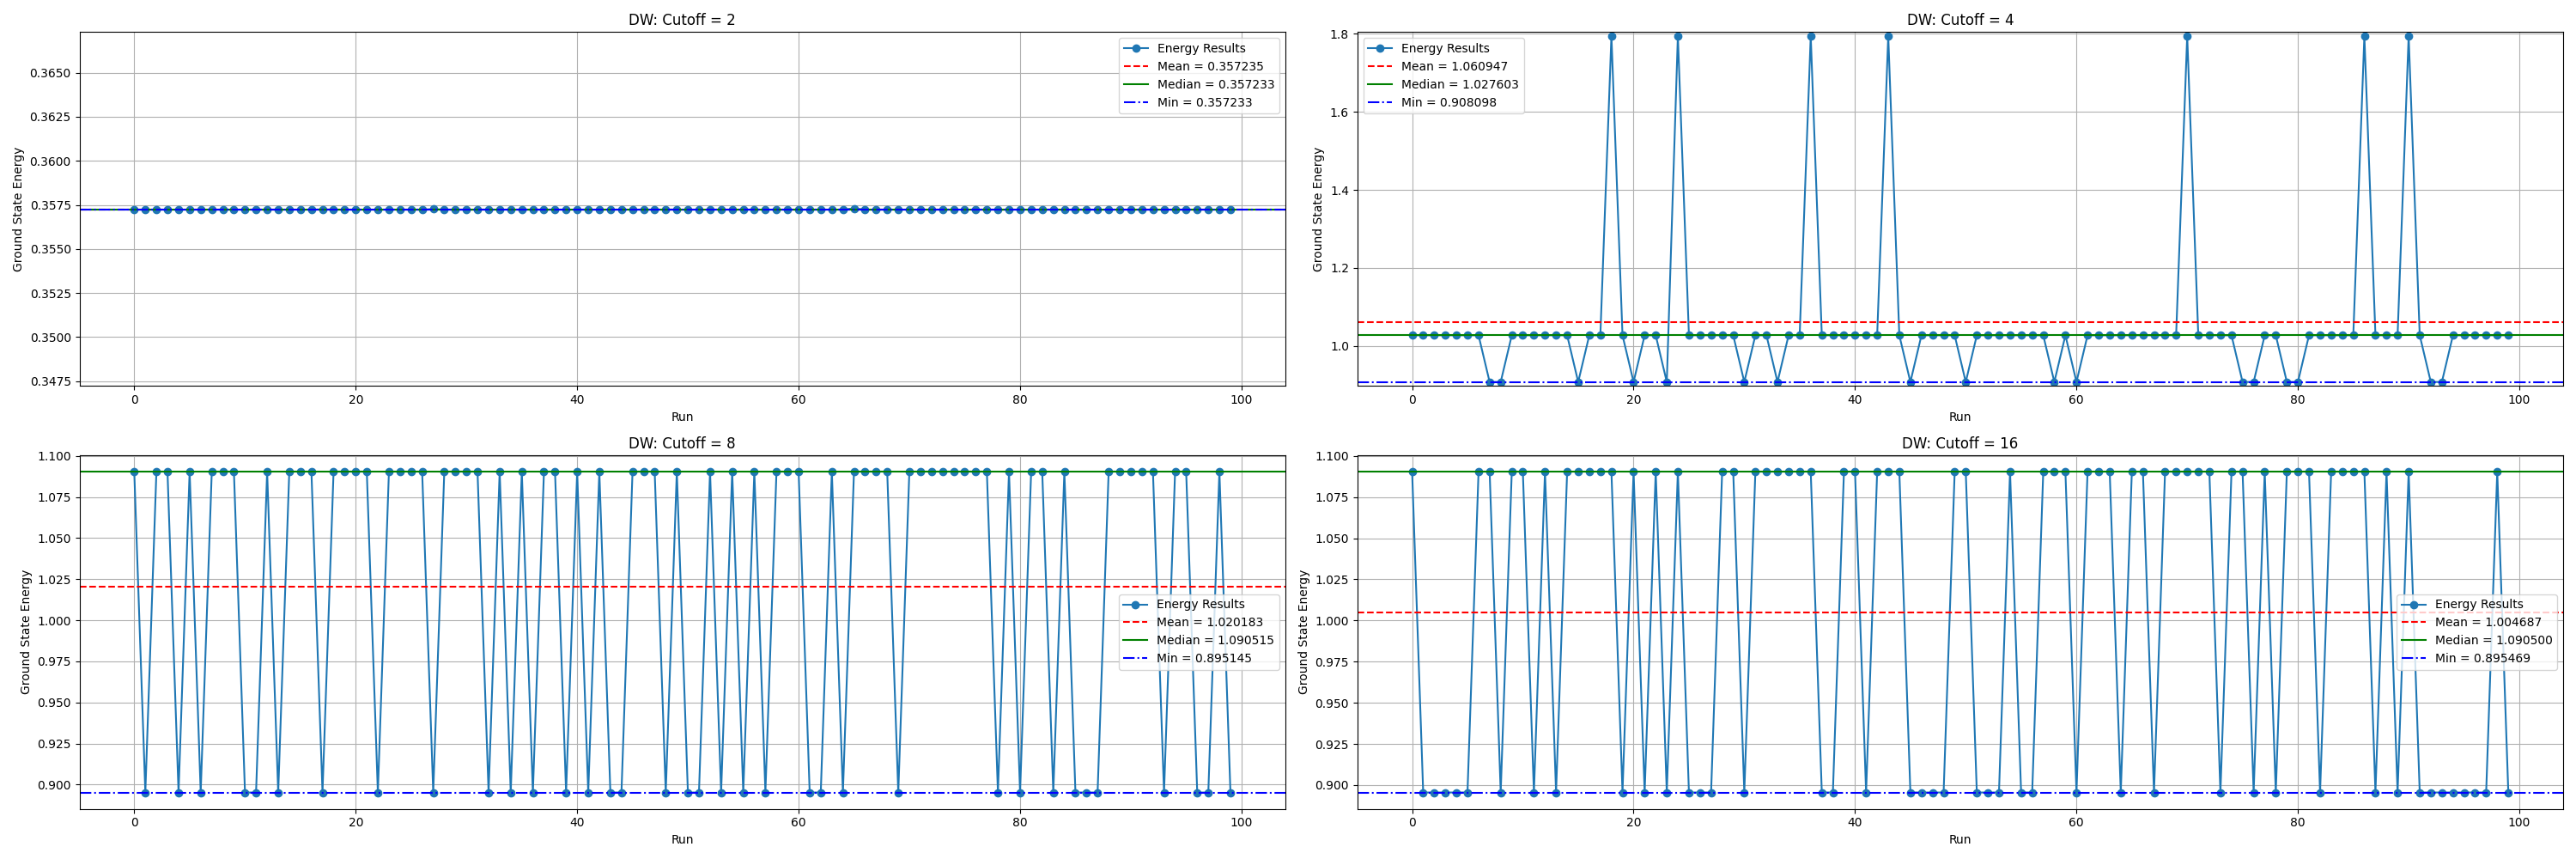 DW: Cutoff = 2
Ground State Energy
0.3650
0.3625
0.3600
0.3575
0.3550
0.3525
0.3500
0.3475
Energy Results
Mean = 0.357235
Median = 0.357233
Min = 0.357233
0 20 40 60 80 100
Run
DW: Cutoff = 4
Ground State Energy
1.8
1.6
1.4
1.2
1.0
Energy Results
Mean = 1.060947
Median = 1.027603
Min = 0.908098
0 20 40 60 80 100
Run
DW: Cutoff = 8
Ground State Energy
1.100
1.075
1.050
1.025
1.000
0.975
0.950
0.925
0.900
Energy Results
Mean = 1.020183
Median = 1.090515
Min = 0.895145
0 20 40 60 80 100
Run
DW: Cutoff = 16
Ground State Energy
1.100
1.075
1.050
1.025
1.000
0.975
0.950
0.925
0.900
Energy Results
Mean = 1.004687
Median = 1.090500
Min = 0.895469
0 20 40 60 80 100
Run